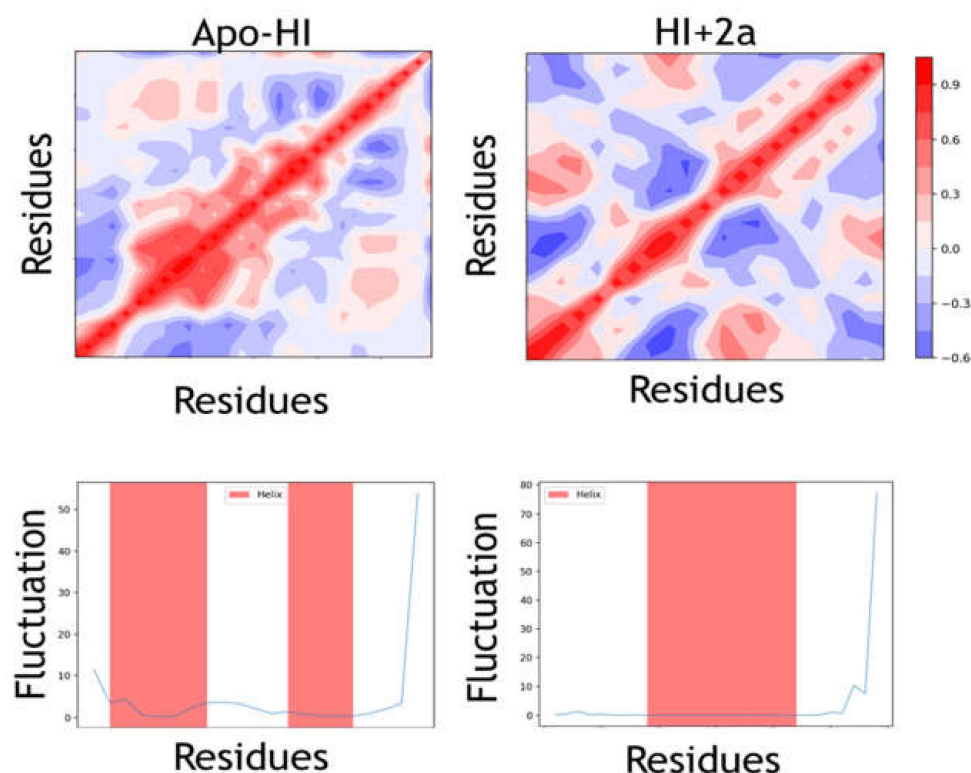 Apo-HI
HI+2a
Residues
Residues
0.9
0.6
0.3
0.0
−0.3
−0.6
Residues
Residues
Fluctuation
50
40
30
20
10
0
Helix
Residues
Fluctuation
80
70
60
50
40
30
20
10
0
Helix
Residues